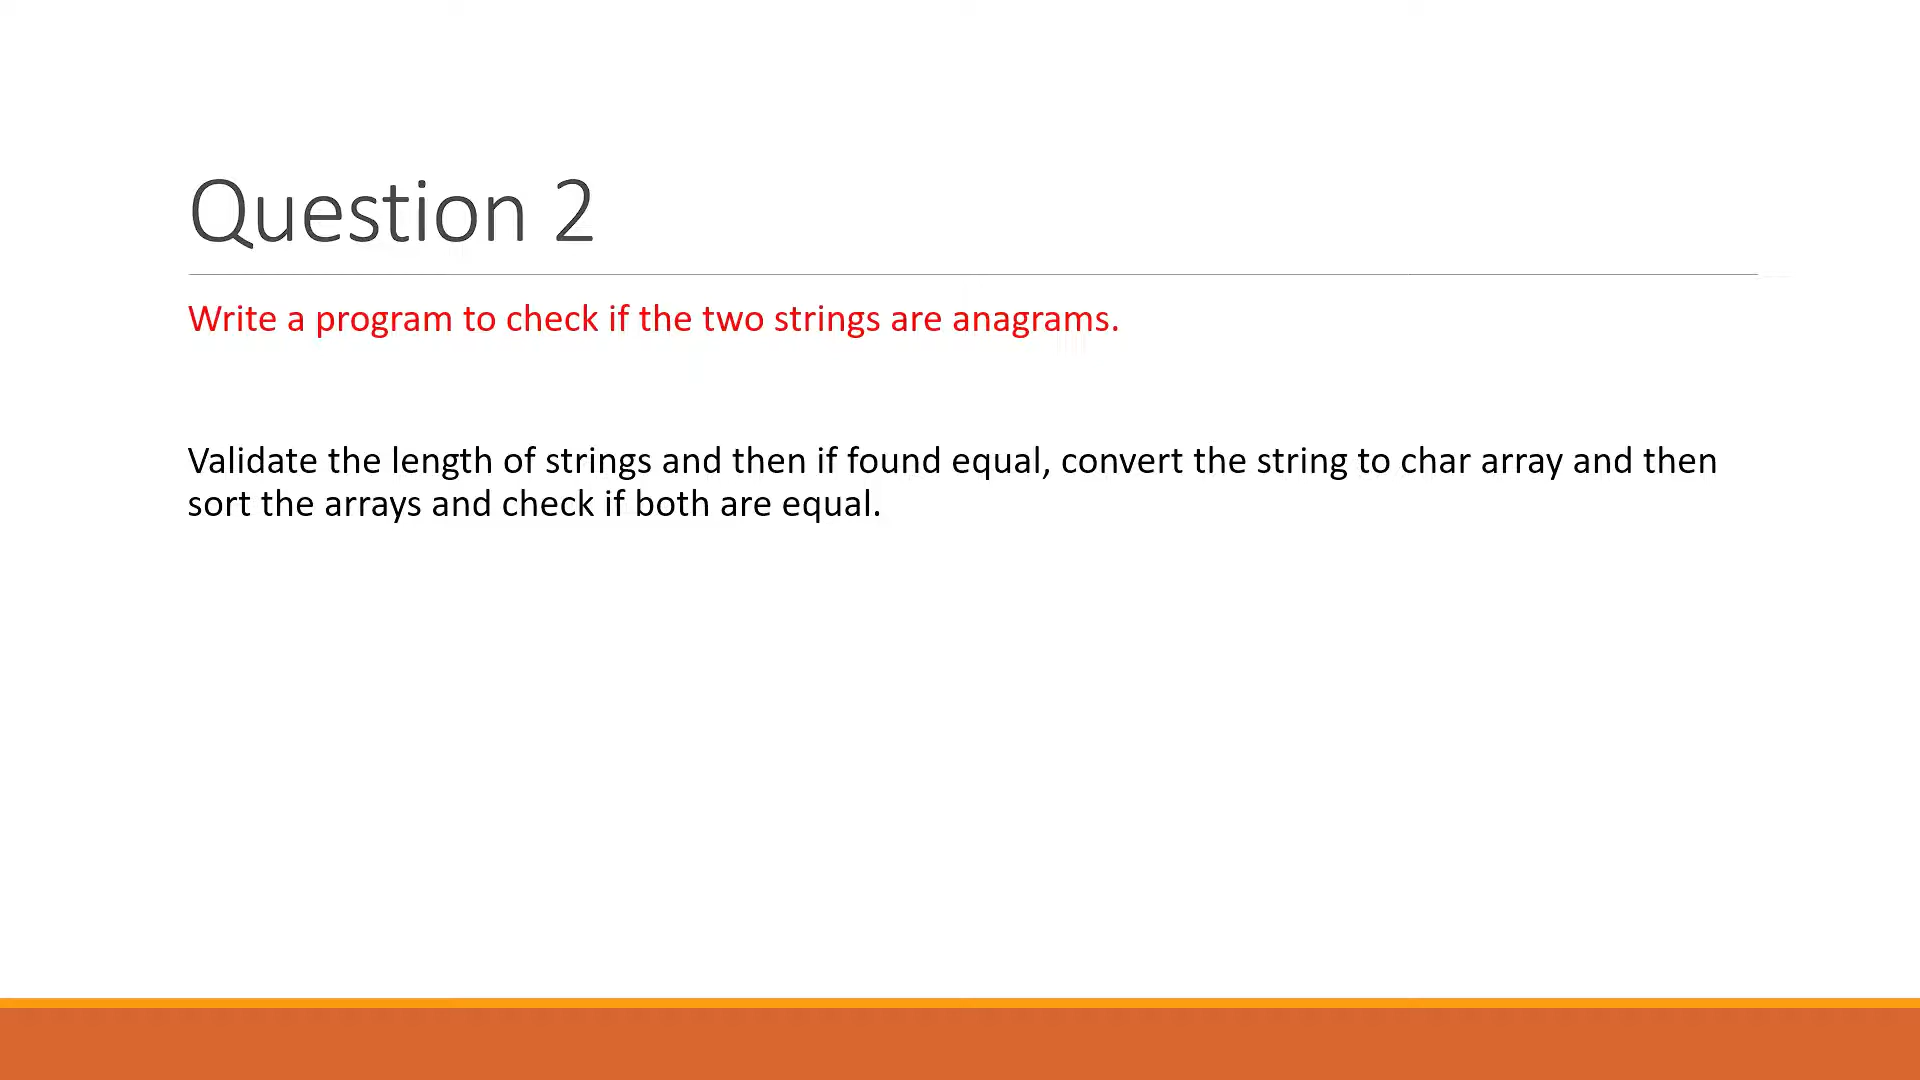 Question 2
Write a program to check if the two strings are anagrams.
Validate the length of strings and then if found equal, convert the string to char array and then
sort the arrays and check if both are equal.